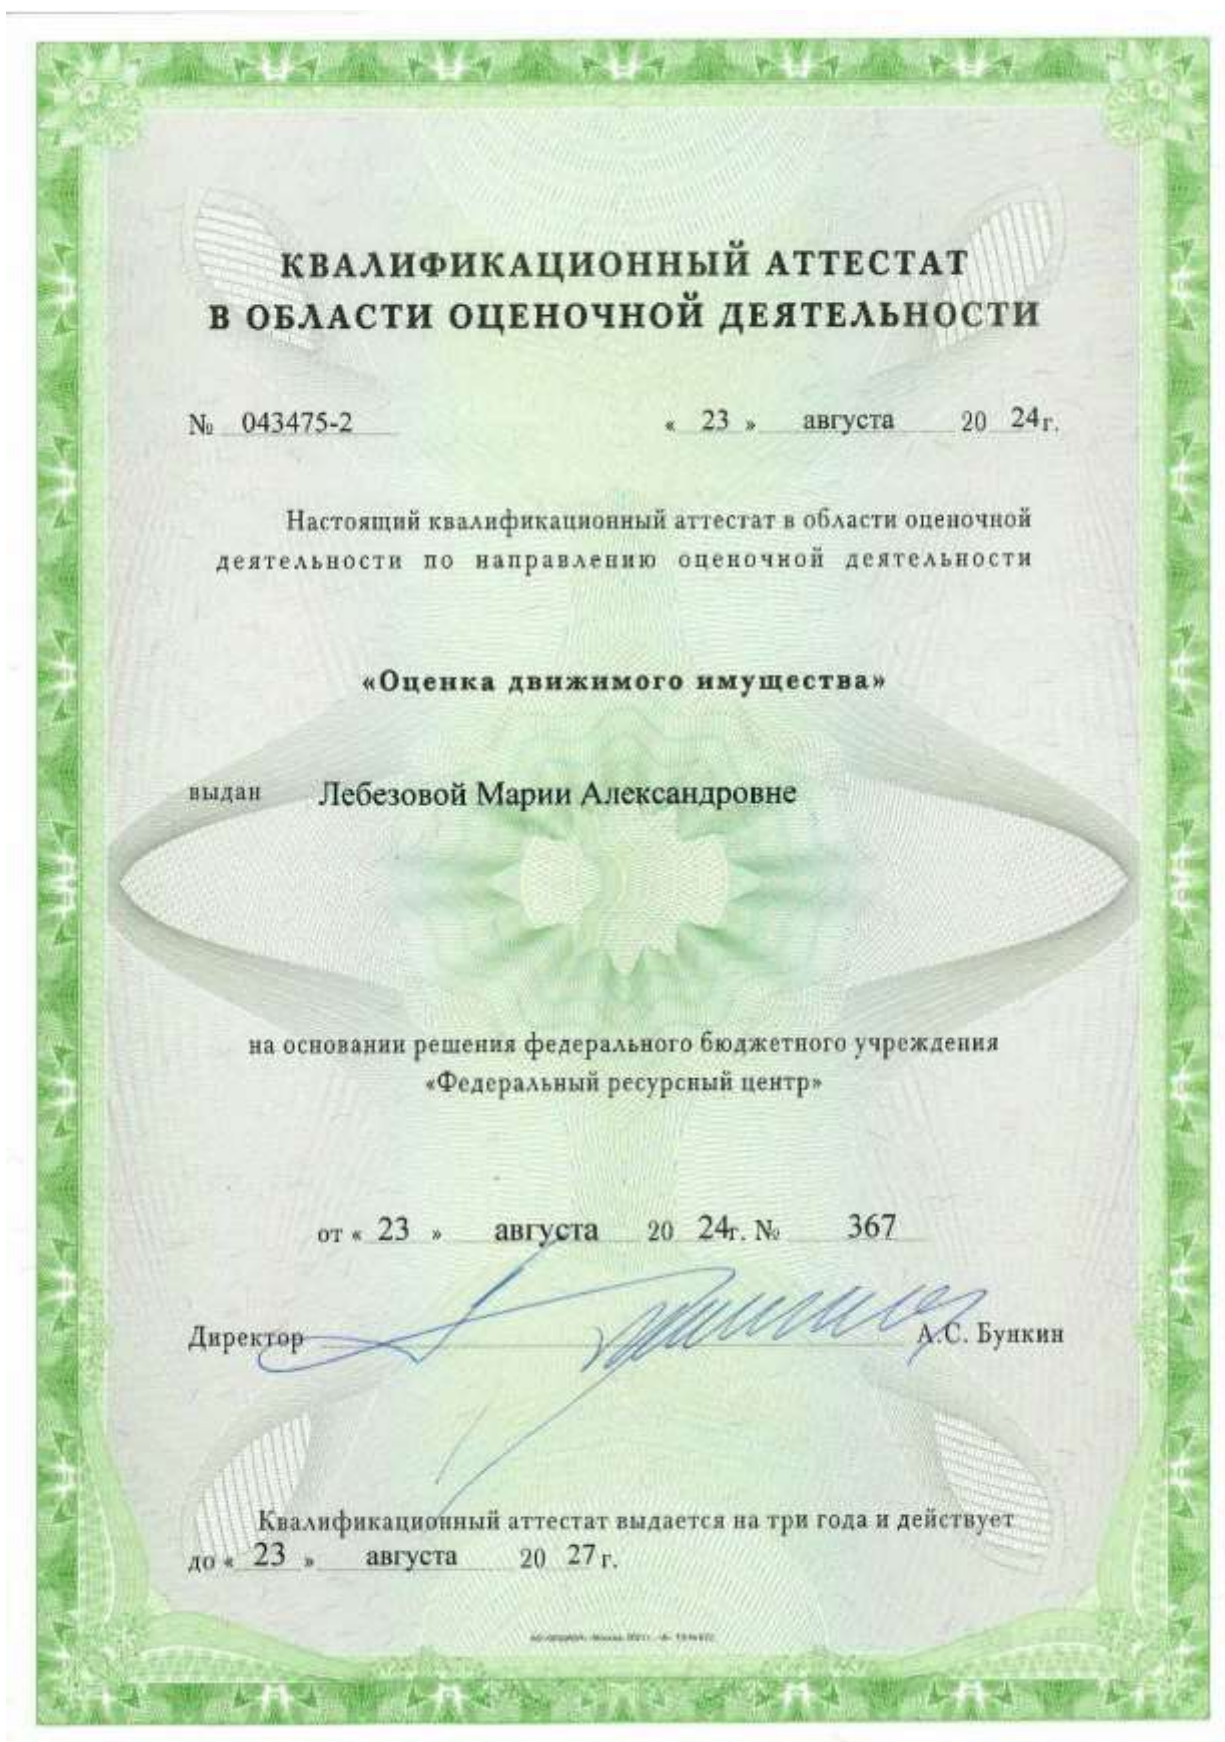 КВАЛИФИКАЦИОННЫЙ АТТЕСТАТ
В ОБЛАСТИ ОЦЕНОЧНОЙ ДЕЯТЕЛЬНОСТИ
№ 043475-2 « 23 » августа 20 24 г.
Настоящий квалификационный аттестат в области оценочной
деятельности по направлению оценочной деятельности
«Оценка движимого имущества»
выдан Лебезовой Марии Александровне
на основании решения федерального бюджетного учреждения
«Федеральный ресурсный центр»
от « 23 » августа 20 24г. № 367
Директор А.С. Бункин
Квалификационный аттестат выдается на три года и действует
до « 23 » августа 20 27 г.